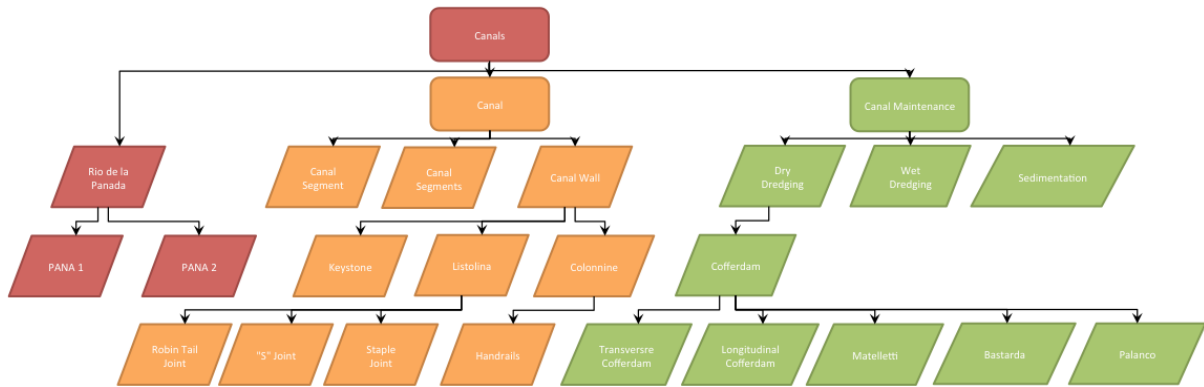 Canals
Canal
Canal Maintenance
Rio de la
Panada
Canal
Segment
Canal
Segments
Canal Wall
Dry
Dredging
Wet
Dredging
Sedimentation
PANA 1
PANA 2
Keystone
Listolina
Colonnine
Cofferdam
Robin Tail
Joint
"S" Joint
Staple
Joint
Handrails
Transversre
Cofferdam
Longitudinal
Cofferdam
Matelletti
Bastarda
Palanco